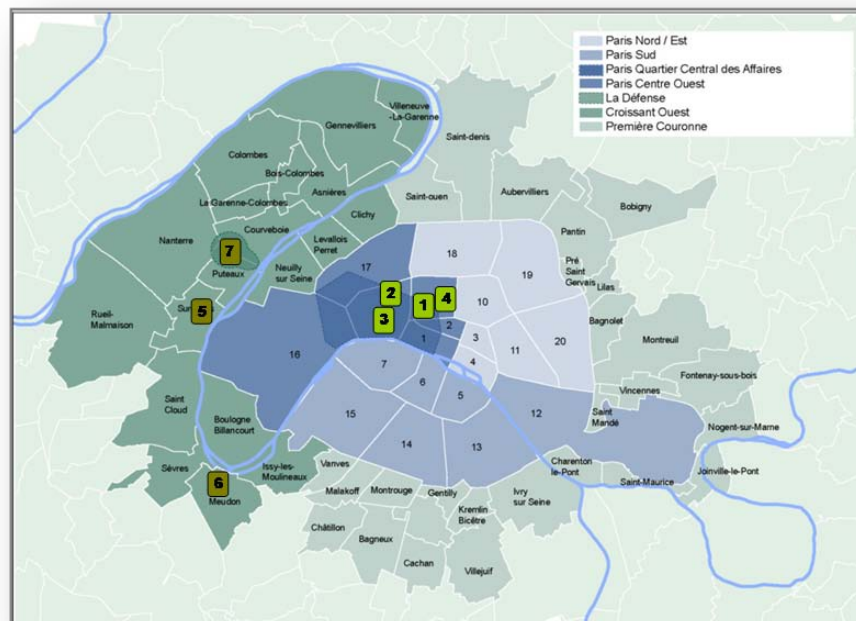 Paris Nord / Est
Paris Sud
Paris Quartier Central des Affaires
Paris Centre Ouest
La Défense
Croissant Ouest
Première Couronne
Villeneuve
-La-Garenne
Gennevilliers
Saint-denis
Colombes
Bois-Colombes
Asnières
La Garenne-Colombes
Saint-ouen
Aubervilliers
Bobigny
Clichy
Courbevoie
Levallois
Perret
Nanterre
7
Puteaux
Neuilly
sur Seine
17
18
19
Pantin
Pré
Saint
Gervais
Lilas
2
1
4
10
5
3
Rueil-
Malmaison
1
2
3
11
20
Bagnolet
Montreuil
16
4
7
6
5
Fontenay-sous-bois
Vincennes
Saint
Cloud
Boulogne
Billancourt
15
14
13
12
Saint
Mandé
Nogent-sur-Marne
Sèvres
6
Meudon
Issy-les-
Moulineaux
Vanves
Malakoff
Montrouge
Gentilly
Ivry
sur Seine
Charenton
le-Pont
Saint-Maurice
Joinville-le-Pont
Châtillon
Bagneux
Kremlin
Bicêtre
Cachan
Villejuif